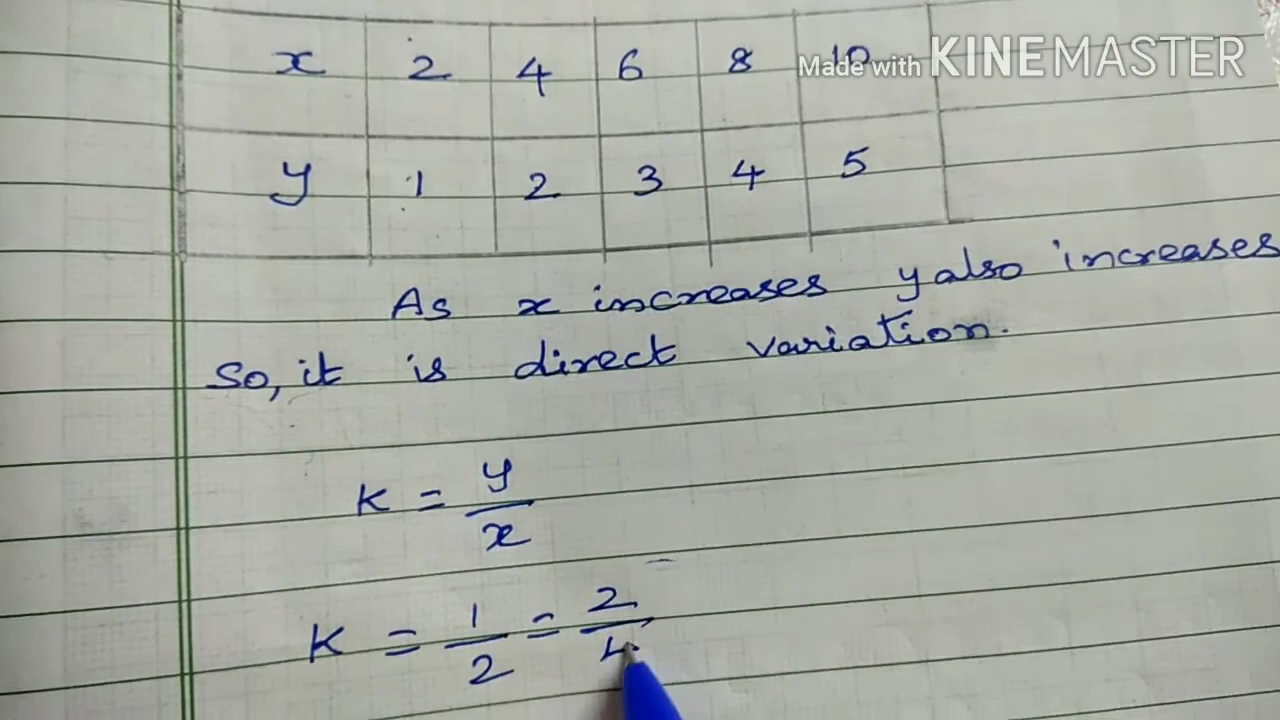 x 2 4 6 8 10
Made with KINEMASTER
y 1 2 3 4 5
As x increases y also increases
So, it is direct variation.
K = y/x
K = 1/2 = 2/4